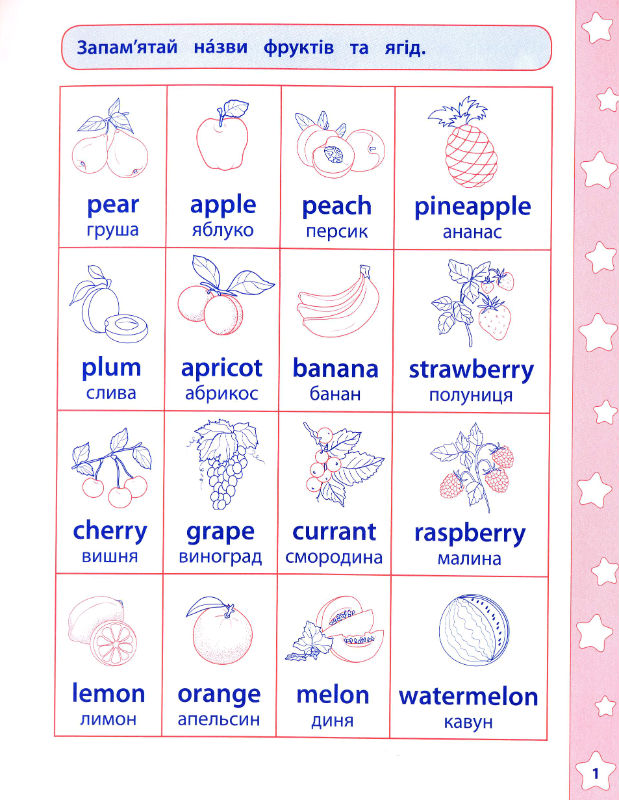 Запам'ятай на́зви фруктів та ягід.
pear apple peach pineapple
груша яблуко персик ананас
plum apricot banana strawberry
слива абрикос банан полуниця
cherry grape currant raspberry
вишня виноград смородина малина
lemon orange melon watermelon
лимон апельсин диня кавун
1